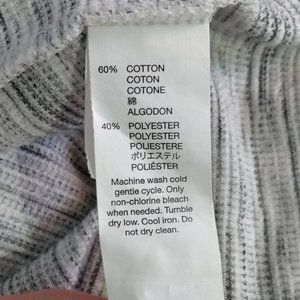 60% COTTON
COTON
COTONE
綿
ALGODON
40% POLYESTER
POLYESTER
POLIESTERE
ポリエステル
POLIÉSTER
Machine wash cold
gentle cycle. Only
non-chlorine bleach
when needed. Tumble
dry low. Cool iron. Do
not dry clean.